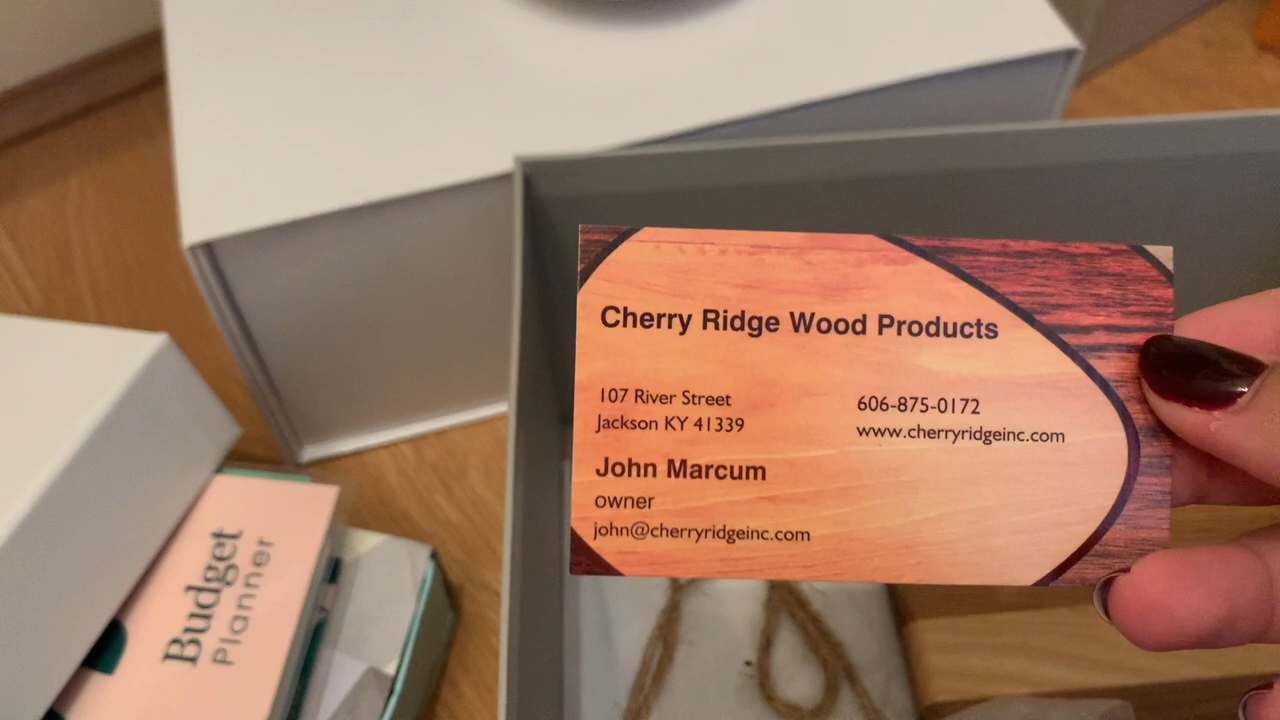 Cherry Ridge Wood Products
107 River Street
Jackson KY 41339
606-875-0172
www.cherryridgeinc.com
John Marcum
owner
john@cherryridgeinc.com
Budget
Planner